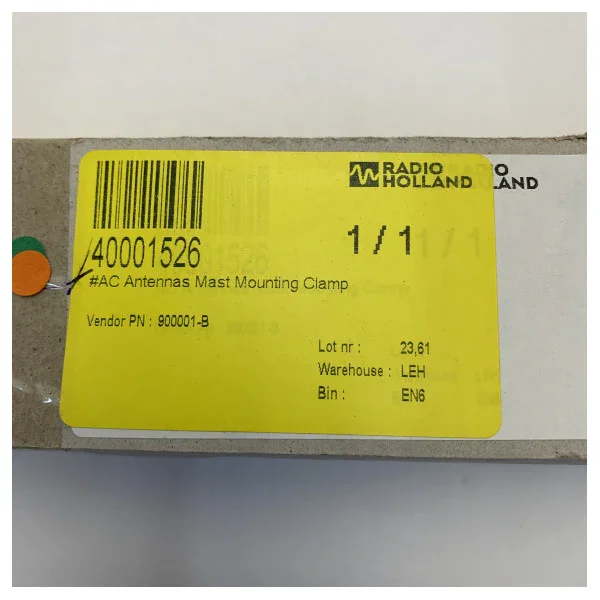 RADIO
HOLLAND
40001526
1 / 1
#AC Antennas Mast Mounting Clamp
Vendor PN : 900001-B
Lot nr : 23,61
Warehouse : LEH
Bin : EN6